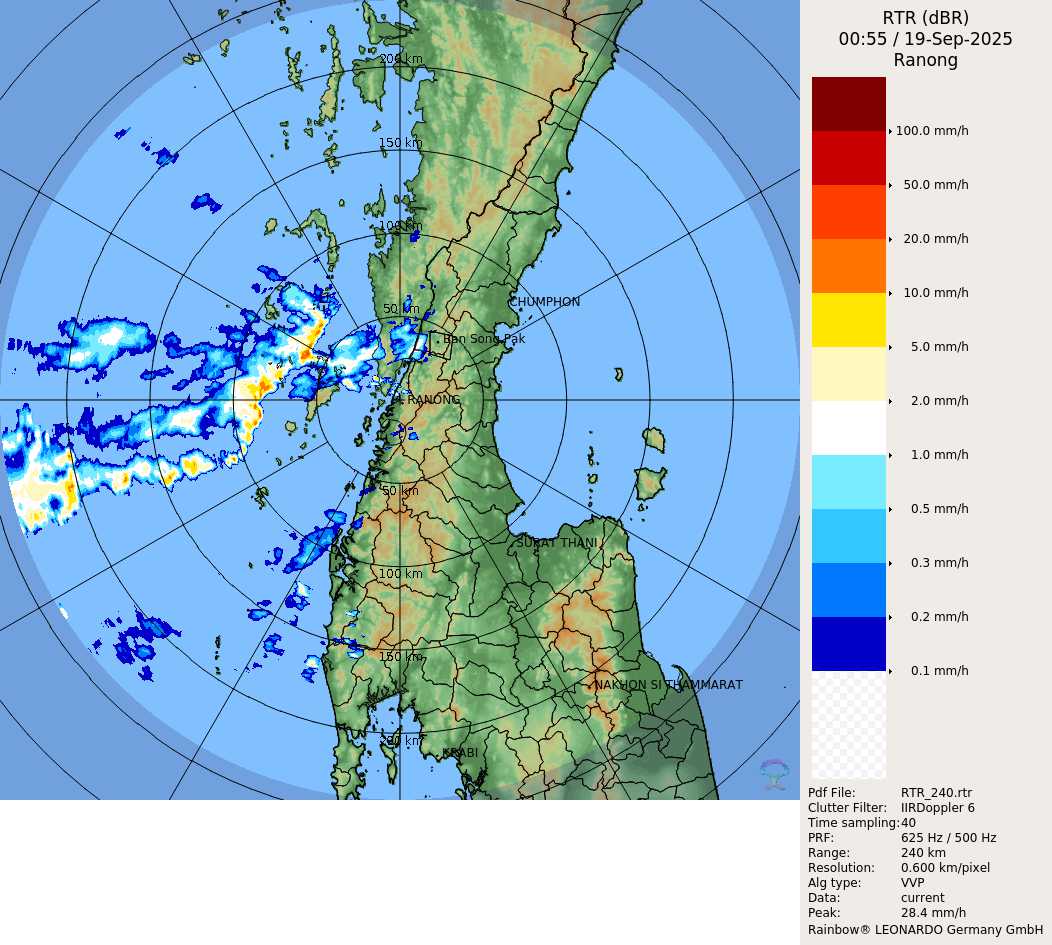 RTR (dBR)
00:55 / 19-Sep-2025
Ranong
100.0 mm/h
50.0 mm/h
20.0 mm/h
10.0 mm/h
5.0 mm/h
2.0 mm/h
1.0 mm/h
0.5 mm/h
0.3 mm/h
0.2 mm/h
0.1 mm/h
Pdf File: RTR_240.rtr
Clutter Filter: IIRDoppler 6
Time sampling: 40
PRF: 625 Hz / 500 Hz
Range: 240 km
Resolution: 0.600 km/pixel
Alg type: VVP
Data: current
Peak: 28.4 mm/h
Rainbow® LEONARDO Germany GmbH
200 km
150 km
100 km
CHUMPHON
50 km
Ban Song Pak
RANONG
50 km
SURAT THANI
100 km
150 km
NAKHON SI THAMMARAT
200 km
KRABI